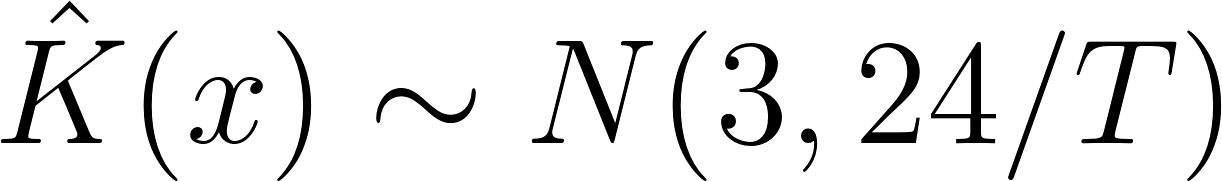 K̂(x) ∼ N(3, 24/T)